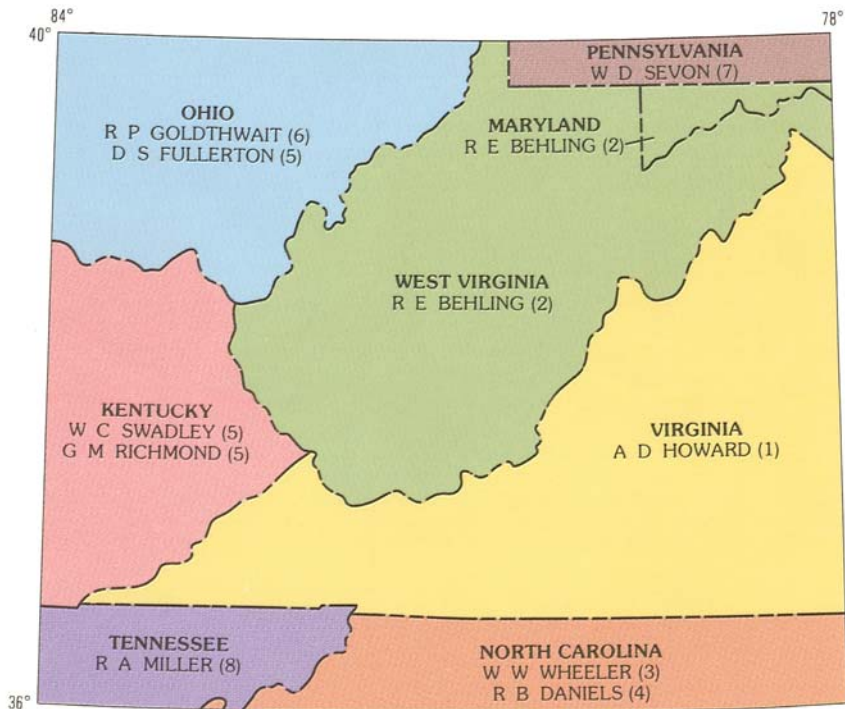 84°
78°
40°
PENNSYLVANIA
W D SEVON (7)
OHIO
R P GOLDTHWAIT (6)
D S FULLERTON (5)
MARYLAND
R E BEHLING (2)
WEST VIRGINIA
R E BEHLING (2)
KENTUCKY
W C SWADLEY (5)
G M RICHMOND (5)
VIRGINIA
A D HOWARD (1)
TENNESSEE
R A MILLER (8)
NORTH CAROLINA
W W WHEELER (3)
R B DANIELS (4)
36°